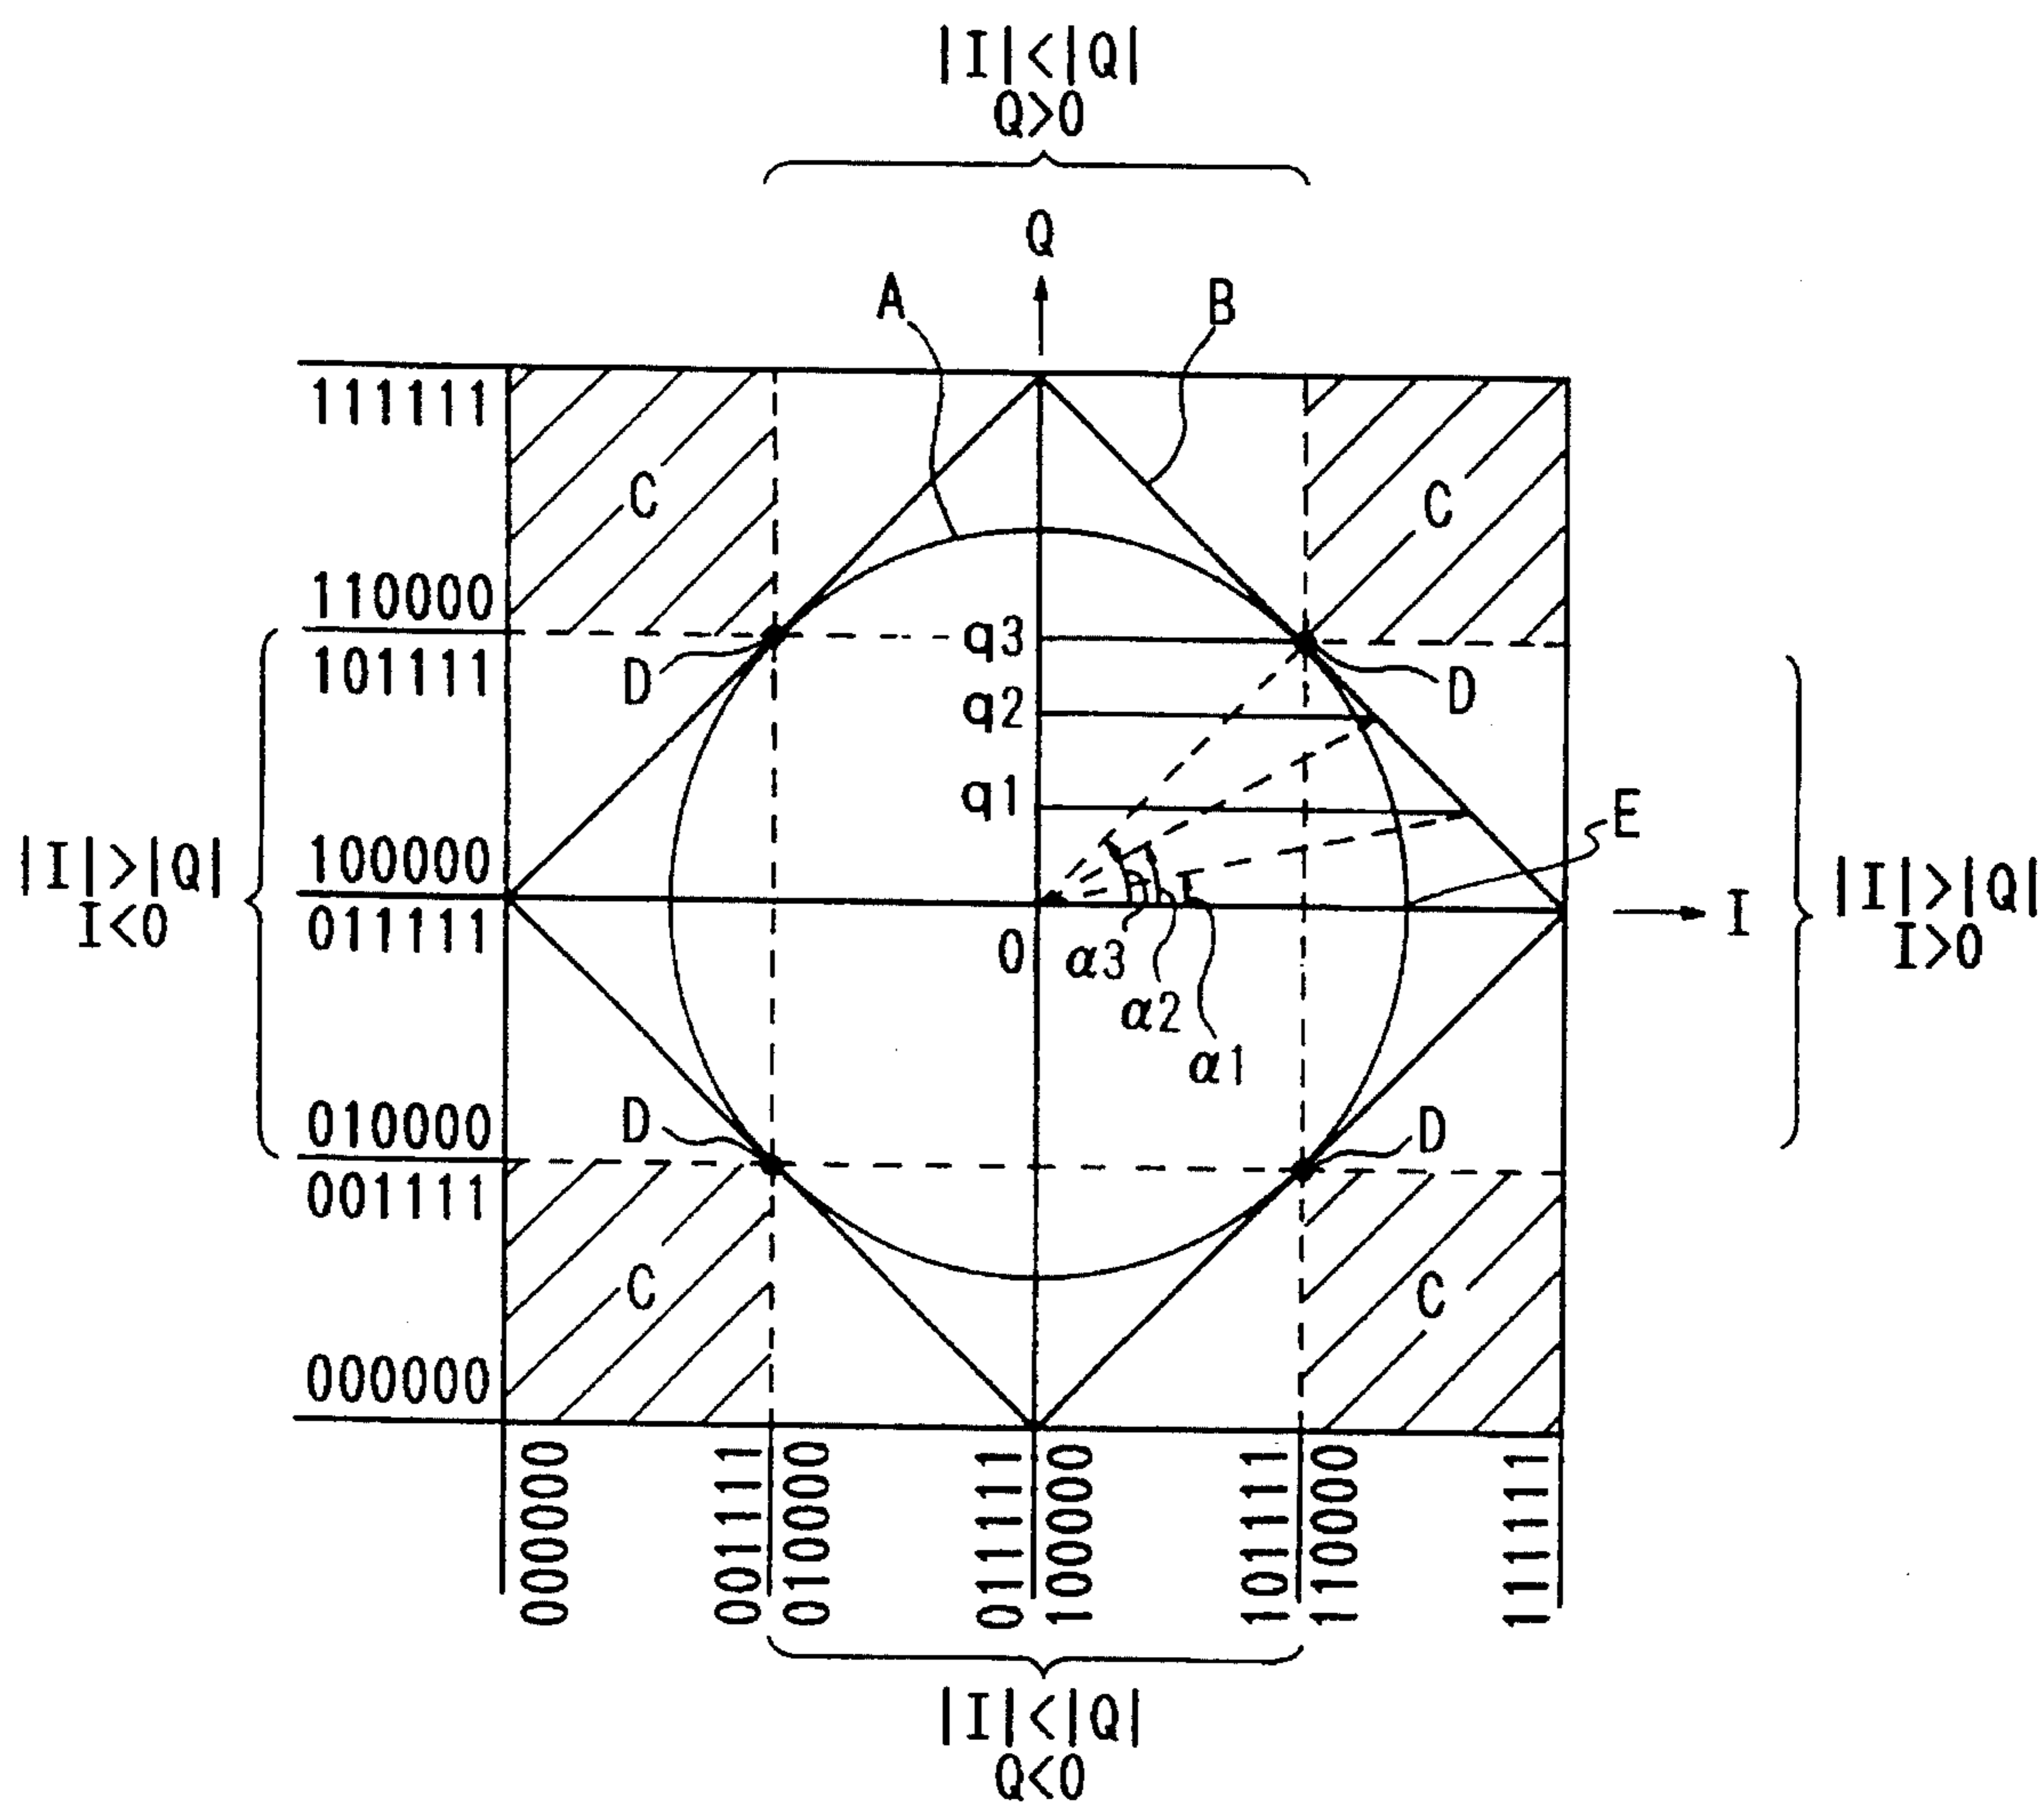 |I|<|Q|
Q>0
Q
A
B
111111
C
C
110000
q3
101111
D
D
q2
q1
E
|I|>|Q|
I<0
100000
011111
I
|I|>|Q|
I>0
0
α3
α2
α1
010000
D
D
001111
C
C
000000
000000
001111
010000
011111
100000
101111
110000
111111
|I|<|Q|
Q<0